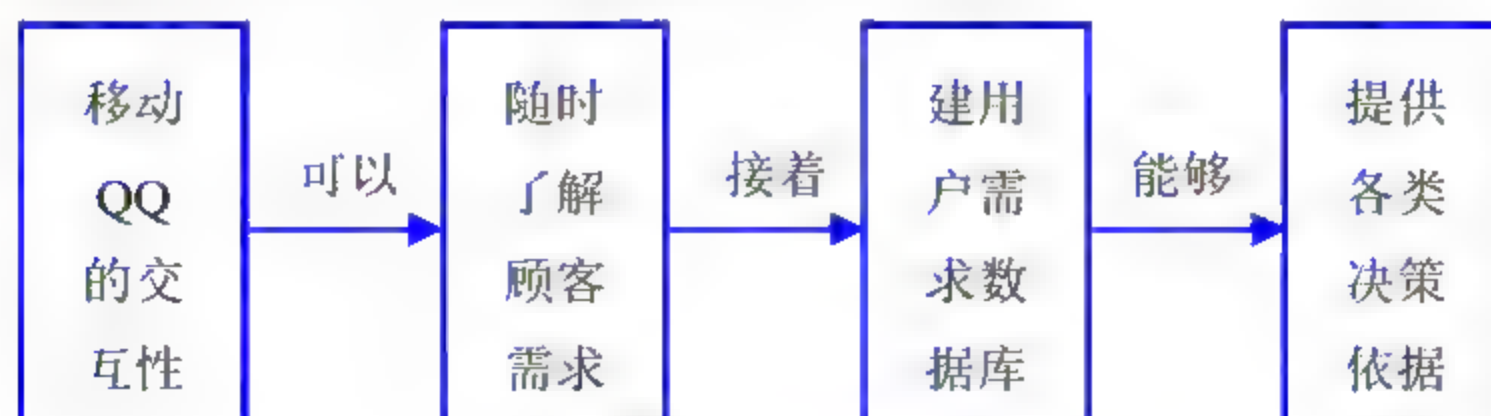 移动
QQ
的交
互性
可以
随时
了解
顾客
需求
接着
建用
户需
求数
据库
能够
提供
各类
决策
依据